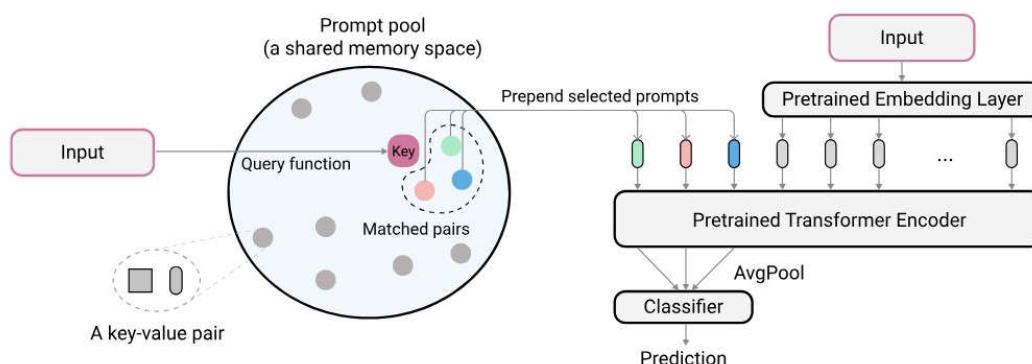 Prompt pool
(a shared memory space)
Input
Query function
Key
Matched pairs
A key-value pair
Prepend selected prompts
Input
Pretrained Embedding Layer
...
Pretrained Transformer Encoder
AvgPool
Classifier
Prediction